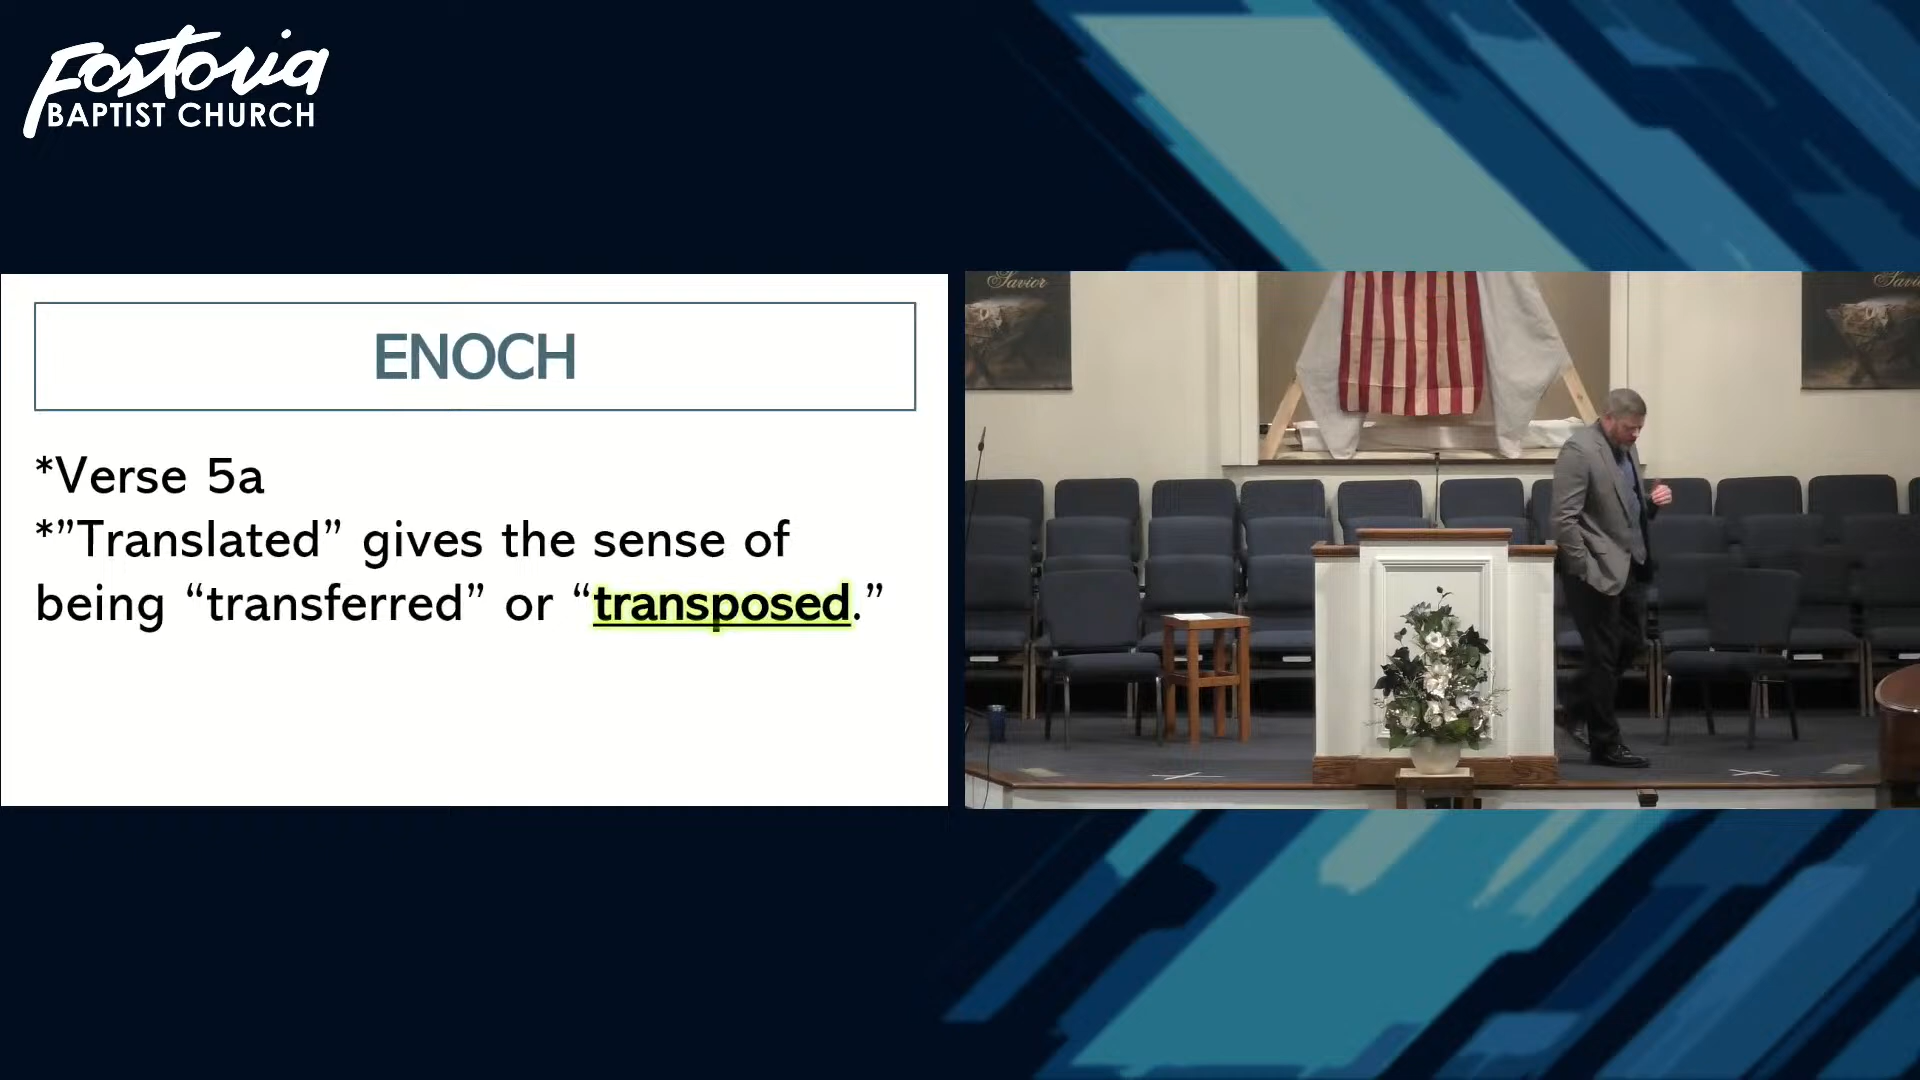 Fostoria
BAPTIST CHURCH
ENOCH
*Verse 5a
*”Translated” gives the sense of
being “transferred” or “transposed.”
Savior